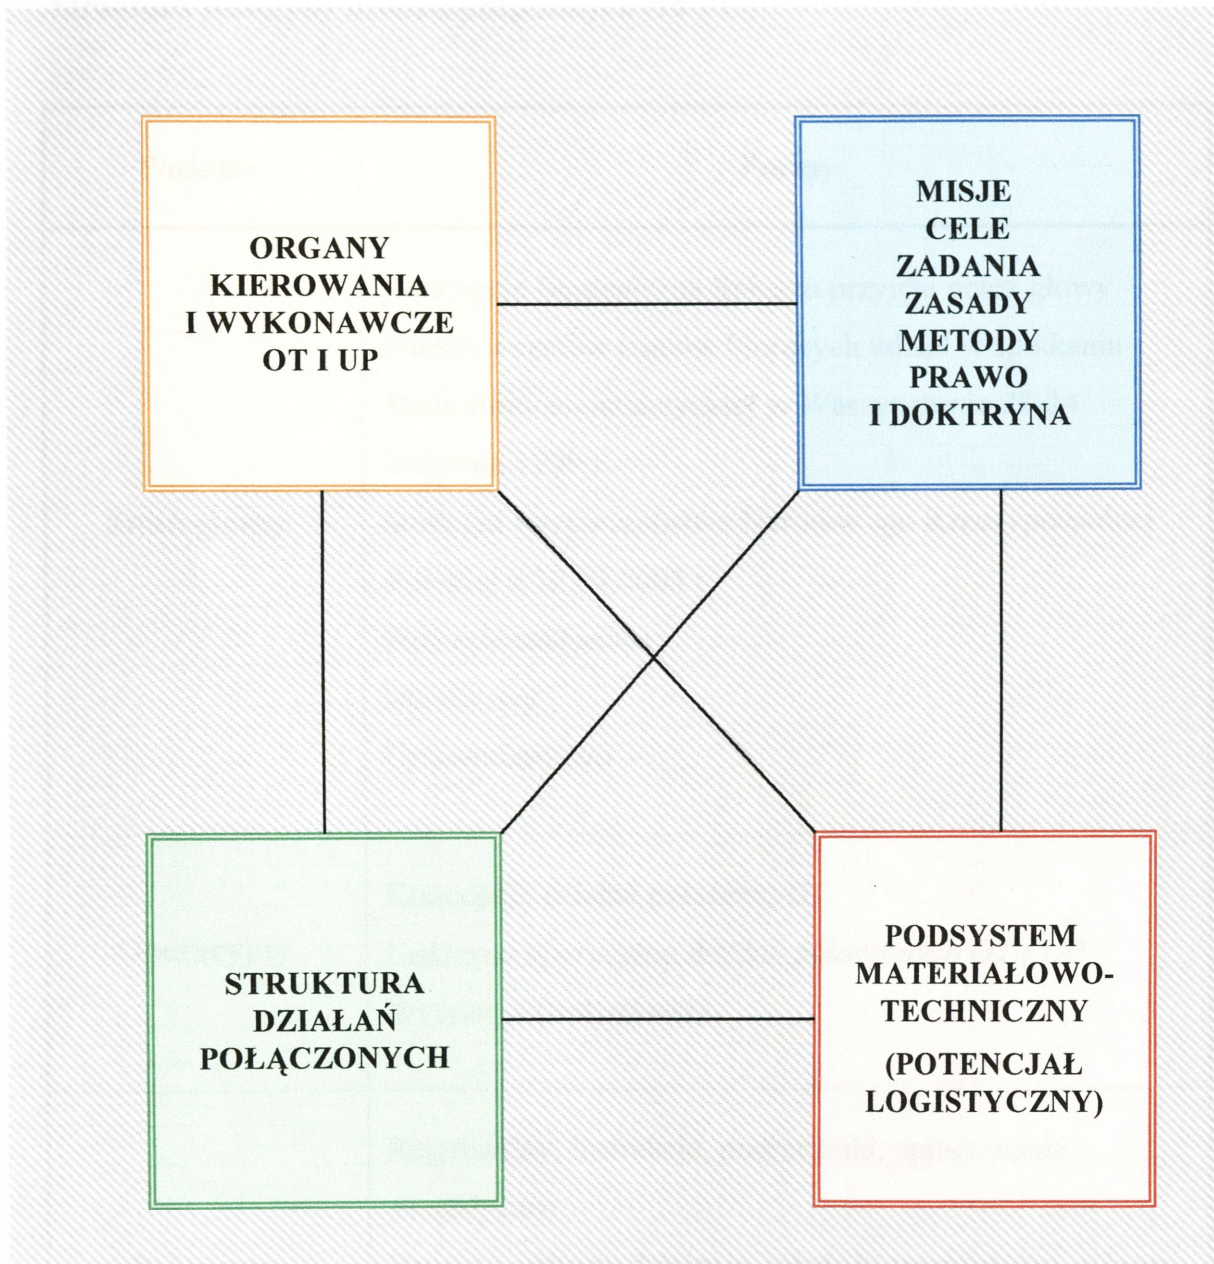 ORGANY
KIEROWANIA
I WYKONAWCZE
OT I UP
MISJE
CELE
ZADANIA
ZASADY
METODY
PRAWO
I DOKTRYNA
STRUKTURA
DZIAŁAŃ
POŁĄCZONYCH
PODSYSTEM
MATERIAŁOWO-
TECHNICZNY
(POTENCJAŁ
LOGISTYCZNY)